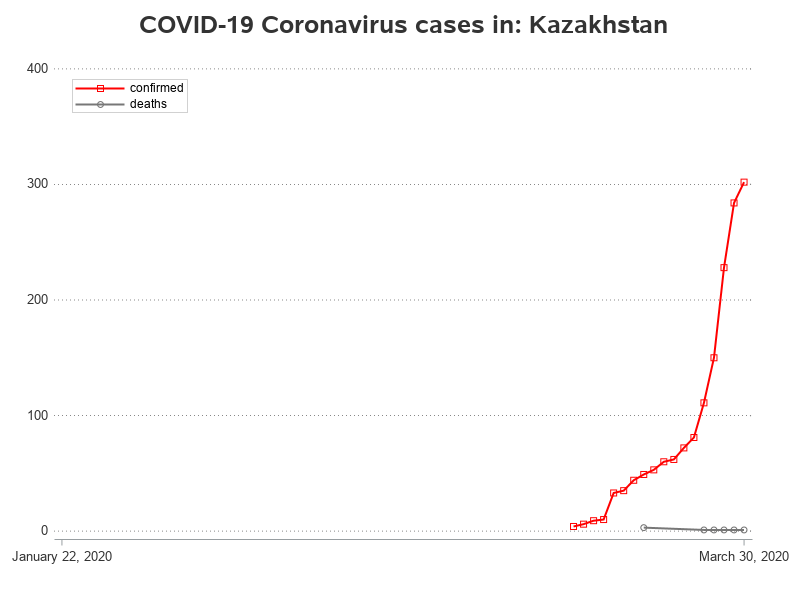 COVID-19 Coronavirus cases in: Kazakhstan
400
confirmed
deaths
300
200
100
0
January 22, 2020
March 30, 2020